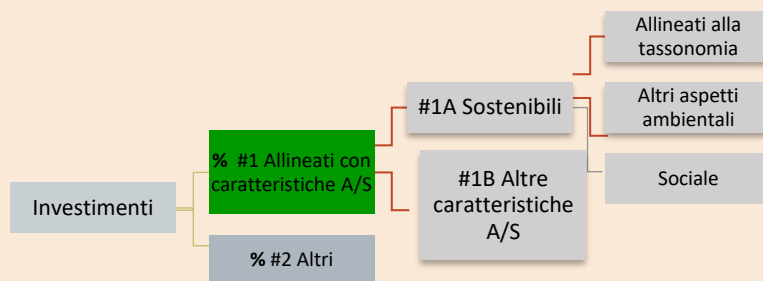 Allineati alla
tassonomia
#1A Sostenibili
Altri aspetti
ambientali
% #1 Allineati con
caratteristiche A/S
#1B Altre
caratteristiche
A/S
Sociale
Investimenti
% #2 Altri